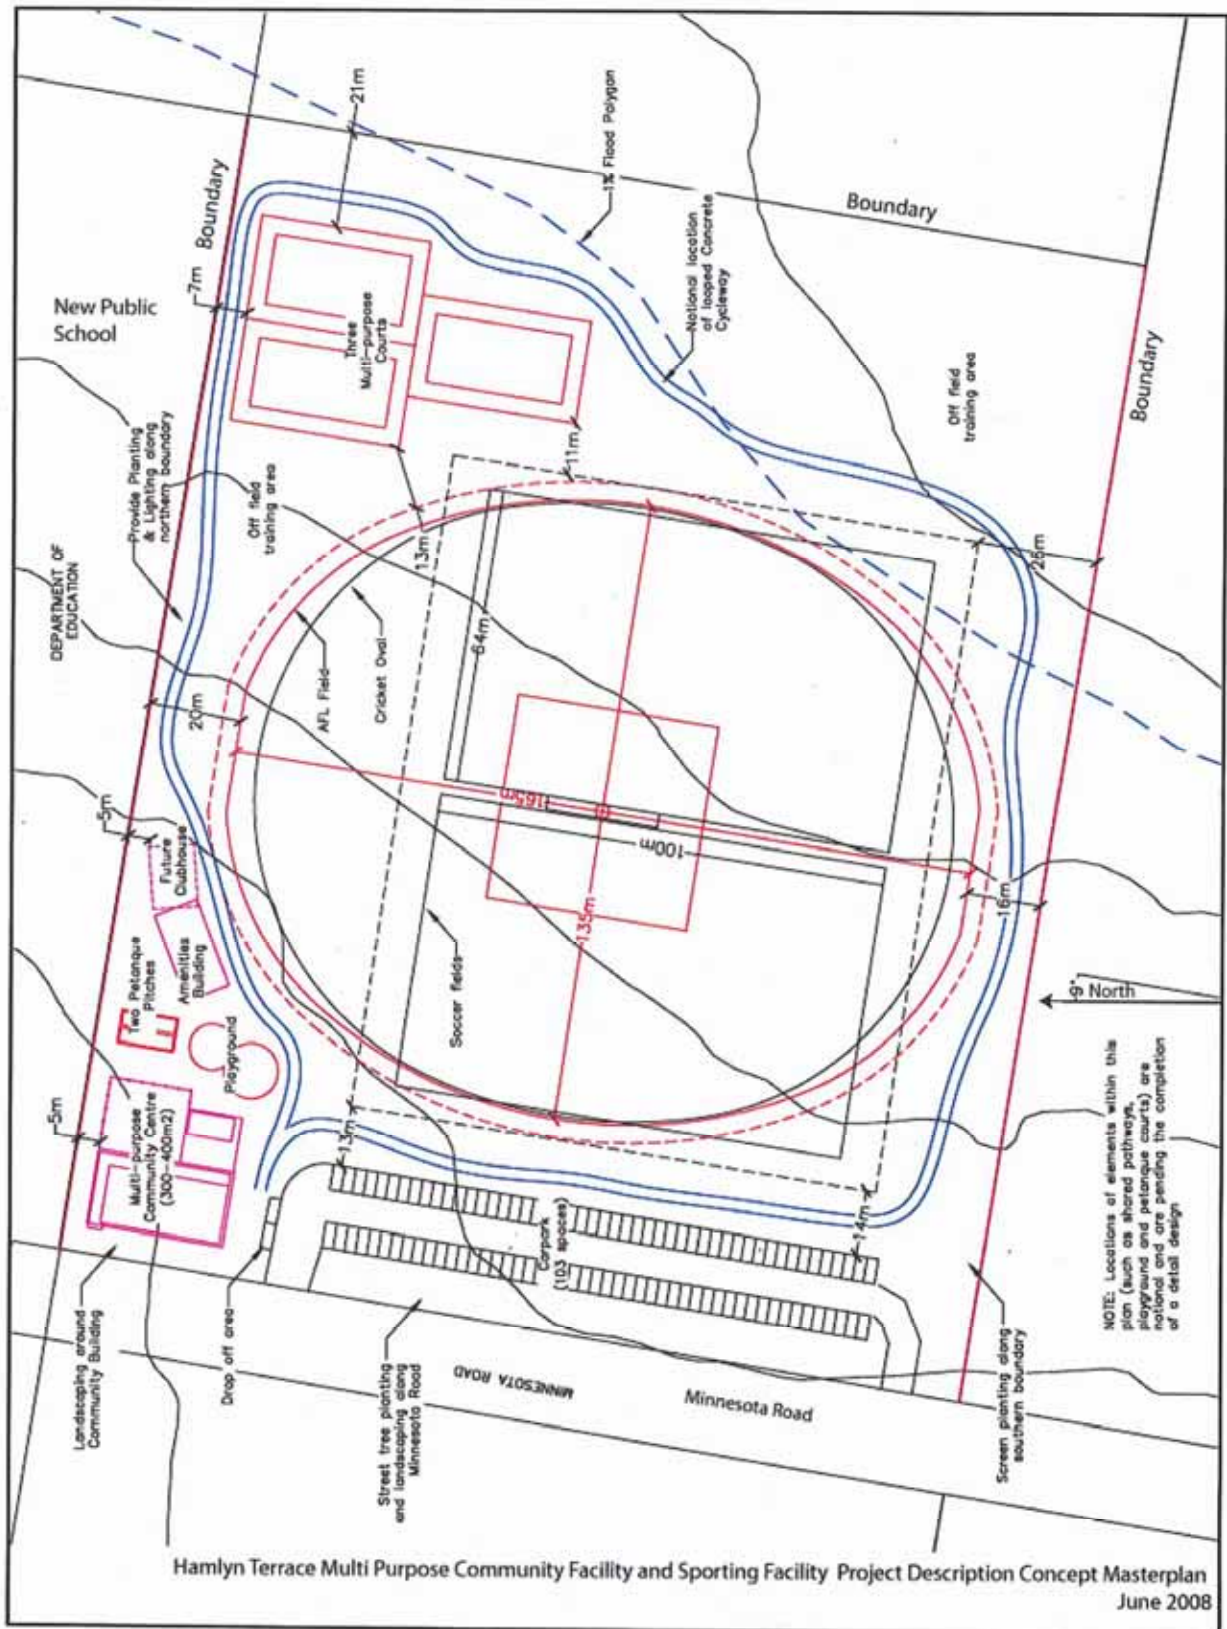 21m
Boundary
7m
New Public
School
1% Flood Polygon
Boundary
Three
Multi-purpose
Courts
Notional location
of looped Concrete
Cycleway
Boundary
Off field
training area
Provide Planting
& Lighting along
northern boundary
Off field
training area
11m
DEPARTMENT OF
EDUCATION
13m
25m
64m
AFL Field
Cricket Oval
20m
5m
165m
100m
Future
Clubhouse
135m
16m
Amenities
Building
Two Petanque
Pitches
Soccer fields
9.
North
Playground
5m
Multi-purpose
Community Centre
(300-400m2)
13m
14m
Carpark
(103 spaces)
NOTE: Locations of elements within this
plan (such as shared pathways,
playground and petanque courts) are
notional and are pending the completion
of a detail design
Landscaping around
Community Building
Drop off area
Street tree planting
and landscaping along
Minnesota Road
MINNESOTA ROAD
Minnesota Road
Screen planting along
southern boundary
Hamlyn Terrace Multi Purpose Community Facility and Sporting Facility Project Description Concept Masterplan
June 2008